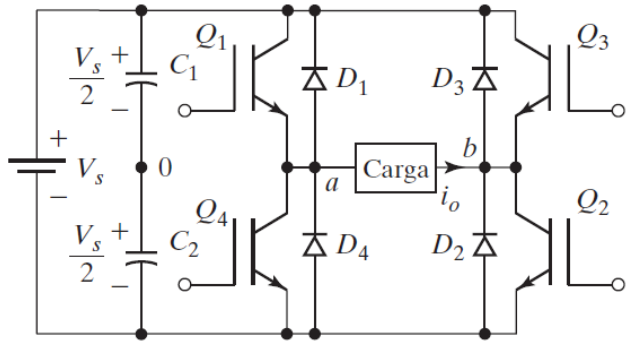 Q1
Q3
Vs
2
+
−
C1
D1
D3
+
−
Vs
0
a
Carga
b
io
Q4
Q2
Vs
2
+
−
C2
D4
D2